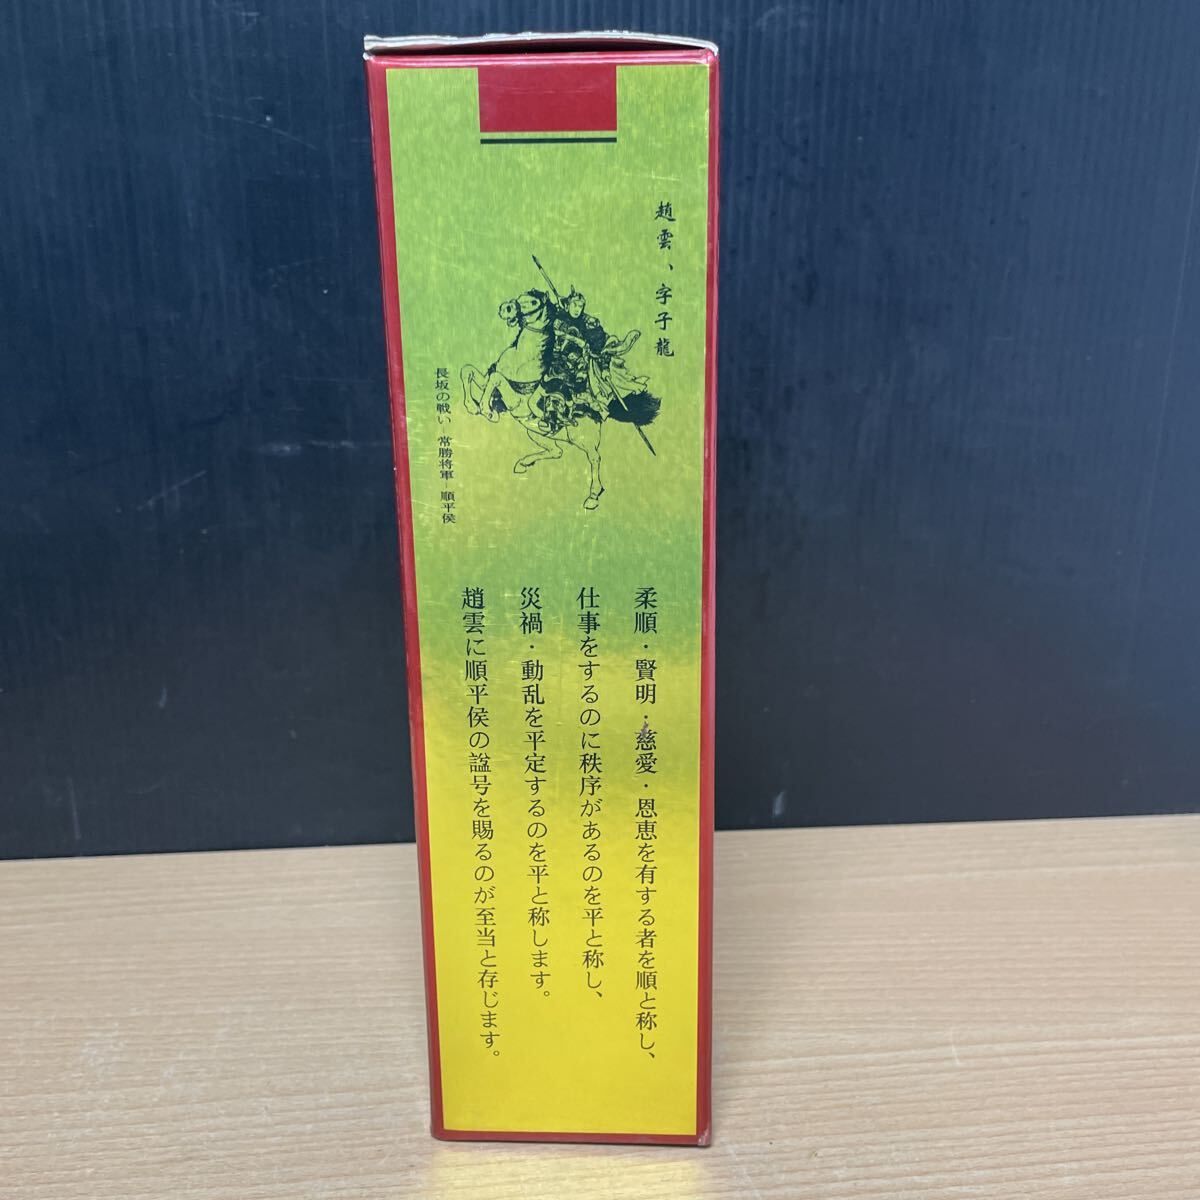 趙雲、字子龍
長坂の戦い－常勝将軍－順平侯
柔順・賢明・慈愛・恩恵を有する者を順と称し、
仕事をするのに秩序があるのを平と称し、
災禍・動乱を平定するのを平と称します。
趙雲に順平侯の諡号を賜るのが至当と存じます。